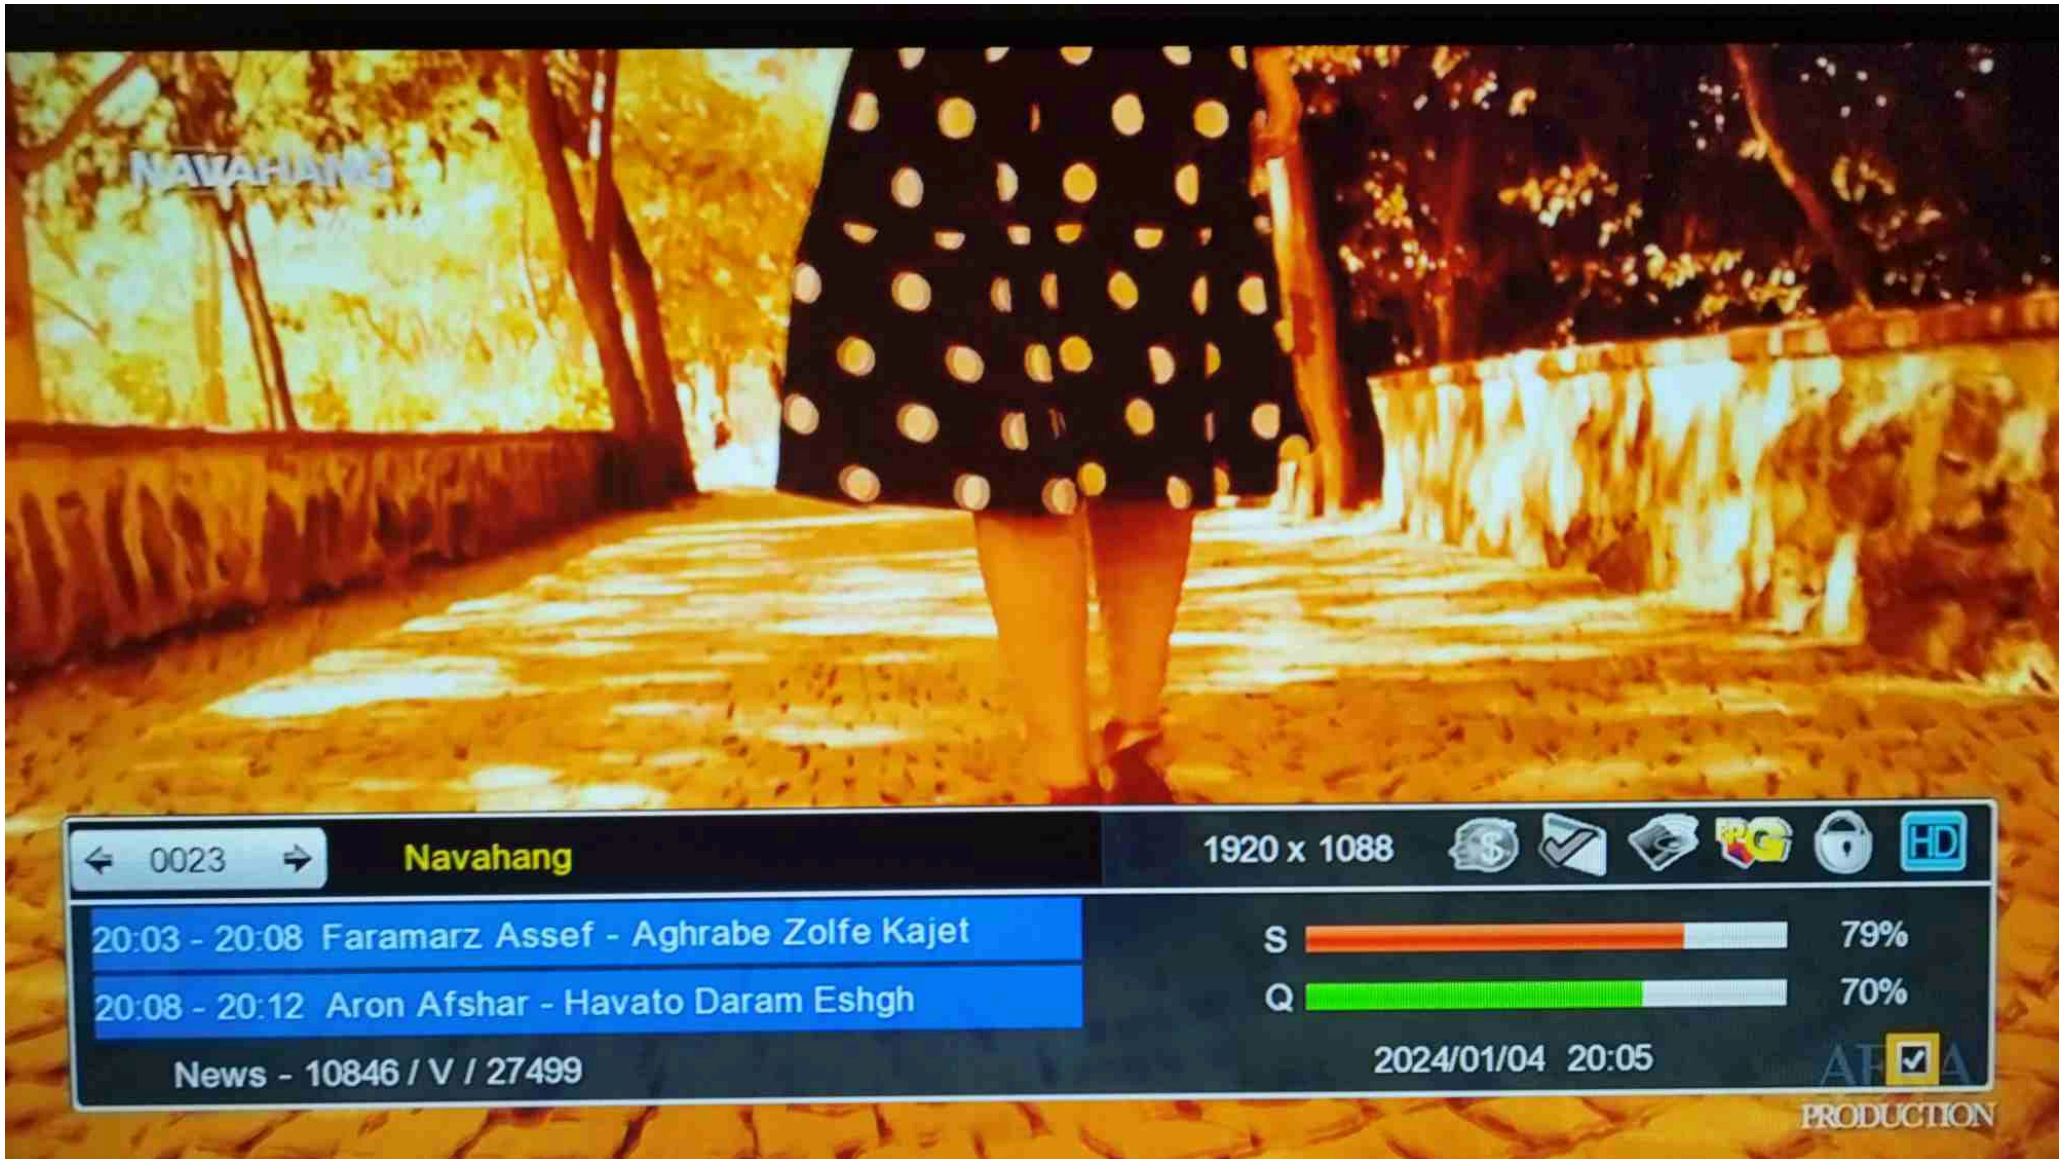 NAVAHANG
0023 Navahang 1920 x 1088 HD
20:03 - 20:08 Faramarz Assef - Aghrabe Zolfe Kajet
S 79%
20:08 - 20:12 Aron Afshar - Havato Daram Eshgh
Q 70%
News - 10846 / V / 27499
2024/01/04 20:05
PRODUCTION